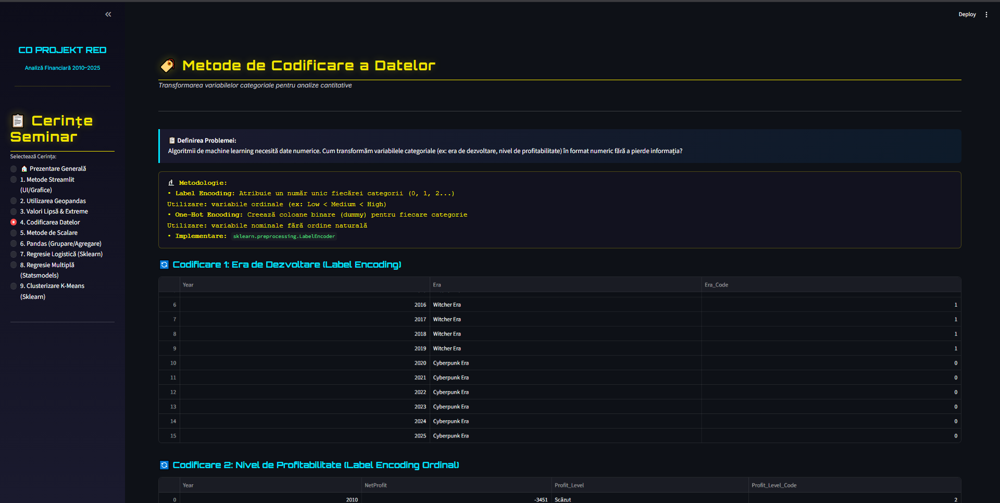 Deploy
CD PROJEKT RED
Analiză Financiară 2010–2025
Cerințe
Seminar
Selectează Cerința:
Prezentare Generală
1. Metode Streamlit
(UI/Grafice)
2. Utilizarea Geopandas
3. Valori Lipsă & Extreme
4. Codificarea Datelor
5. Metode de Scalare
6. Pandas (Grupare/Agregare)
7. Regresie Logistică (Sklearn)
8. Regresie Multiplă
(Statsmodels)
9. Clusterizare K-Means
(Sklearn)
Metode de Codificare a Datelor
Transformarea variabilelor categoriale pentru analize cantitative
Definirea Problemei:
Algoritmii de machine learning necesită date numerice. Cum transformăm variabilele categoriale (ex: era de dezvoltare, nivel de profitabilitate) în format numeric fără a pierde informația?
Metodologie:
• Label Encoding: Atribuie un număr unic fiecărei categorii (0, 1, 2...)
Utilizare: variabile ordinale (ex: Low < Medium < High)
• One-Hot Encoding: Creează coloane binare (dummy) pentru fiecare categorie
Utilizare: variabile nominale fără ordine naturală
• Implementare: sklearn.preprocessing.LabelEncoder
Codificare 1: Era de Dezvoltare (Label Encoding)
Year Era Era_Code
6 2016 Witcher Era 1
7 2017 Witcher Era 1
8 2018 Witcher Era 1
9 2019 Witcher Era 1
10 2020 Cyberpunk Era 0
11 2021 Cyberpunk Era 0
12 2022 Cyberpunk Era 0
13 2023 Cyberpunk Era 0
14 2024 Cyberpunk Era 0
15 2025 Cyberpunk Era 0
Codificare 2: Nivel de Profitabilitate (Label Encoding Ordinal)
Year NetProfit Profit_Level Profit_Level_Code
0 2010 -3451 Scăzut 2